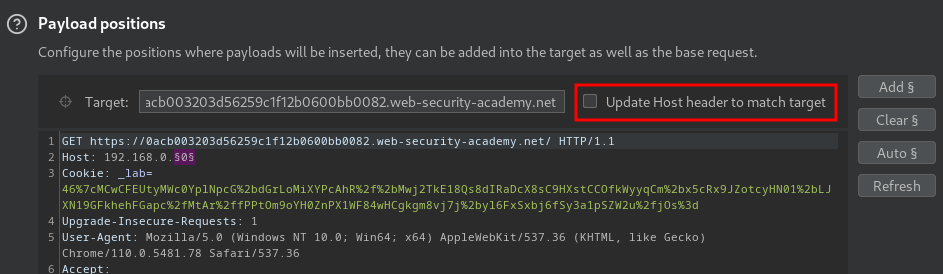 Payload positions
Configure the positions where payloads will be inserted, they can be added into the target as well as the base request.
Target: acb003203d56259c1f12b0600bb0082.web-security-academy.net Update Host header to match target
Add §
Clear §
Auto §
Refresh
1 GET https://0acb003203d56259c1f12b0600bb0082.web-security-academy.net/ HTTP/1.1
2 Host: 192.168.0.§0§
3 Cookie: _lab=
46%7cMCwCFEUtyMWc0YplNpcG%2bdGrLoMiXYPcAhR%2f%2bMwj2TkE18Qs8dIRaDcX8sC9HXstCCOfkWyyqCm%2bx5cRx9JZotcyHN01%2bLJ
XN19GFkhehFGapc%2fMtAr%2ffPPtOm9oYH0ZnPX1WF84wHCgkgm8vj7j%2byl6FxSxbj6fSy3a1pSZW2u%2fjOs%3d
4 Upgrade-Insecure-Requests: 1
5 User-Agent: Mozilla/5.0 (Windows NT 10.0; Win64; x64) AppleWebKit/537.36 (KHTML, like Gecko)
Chrome/110.0.5481.78 Safari/537.36
6 Accept: